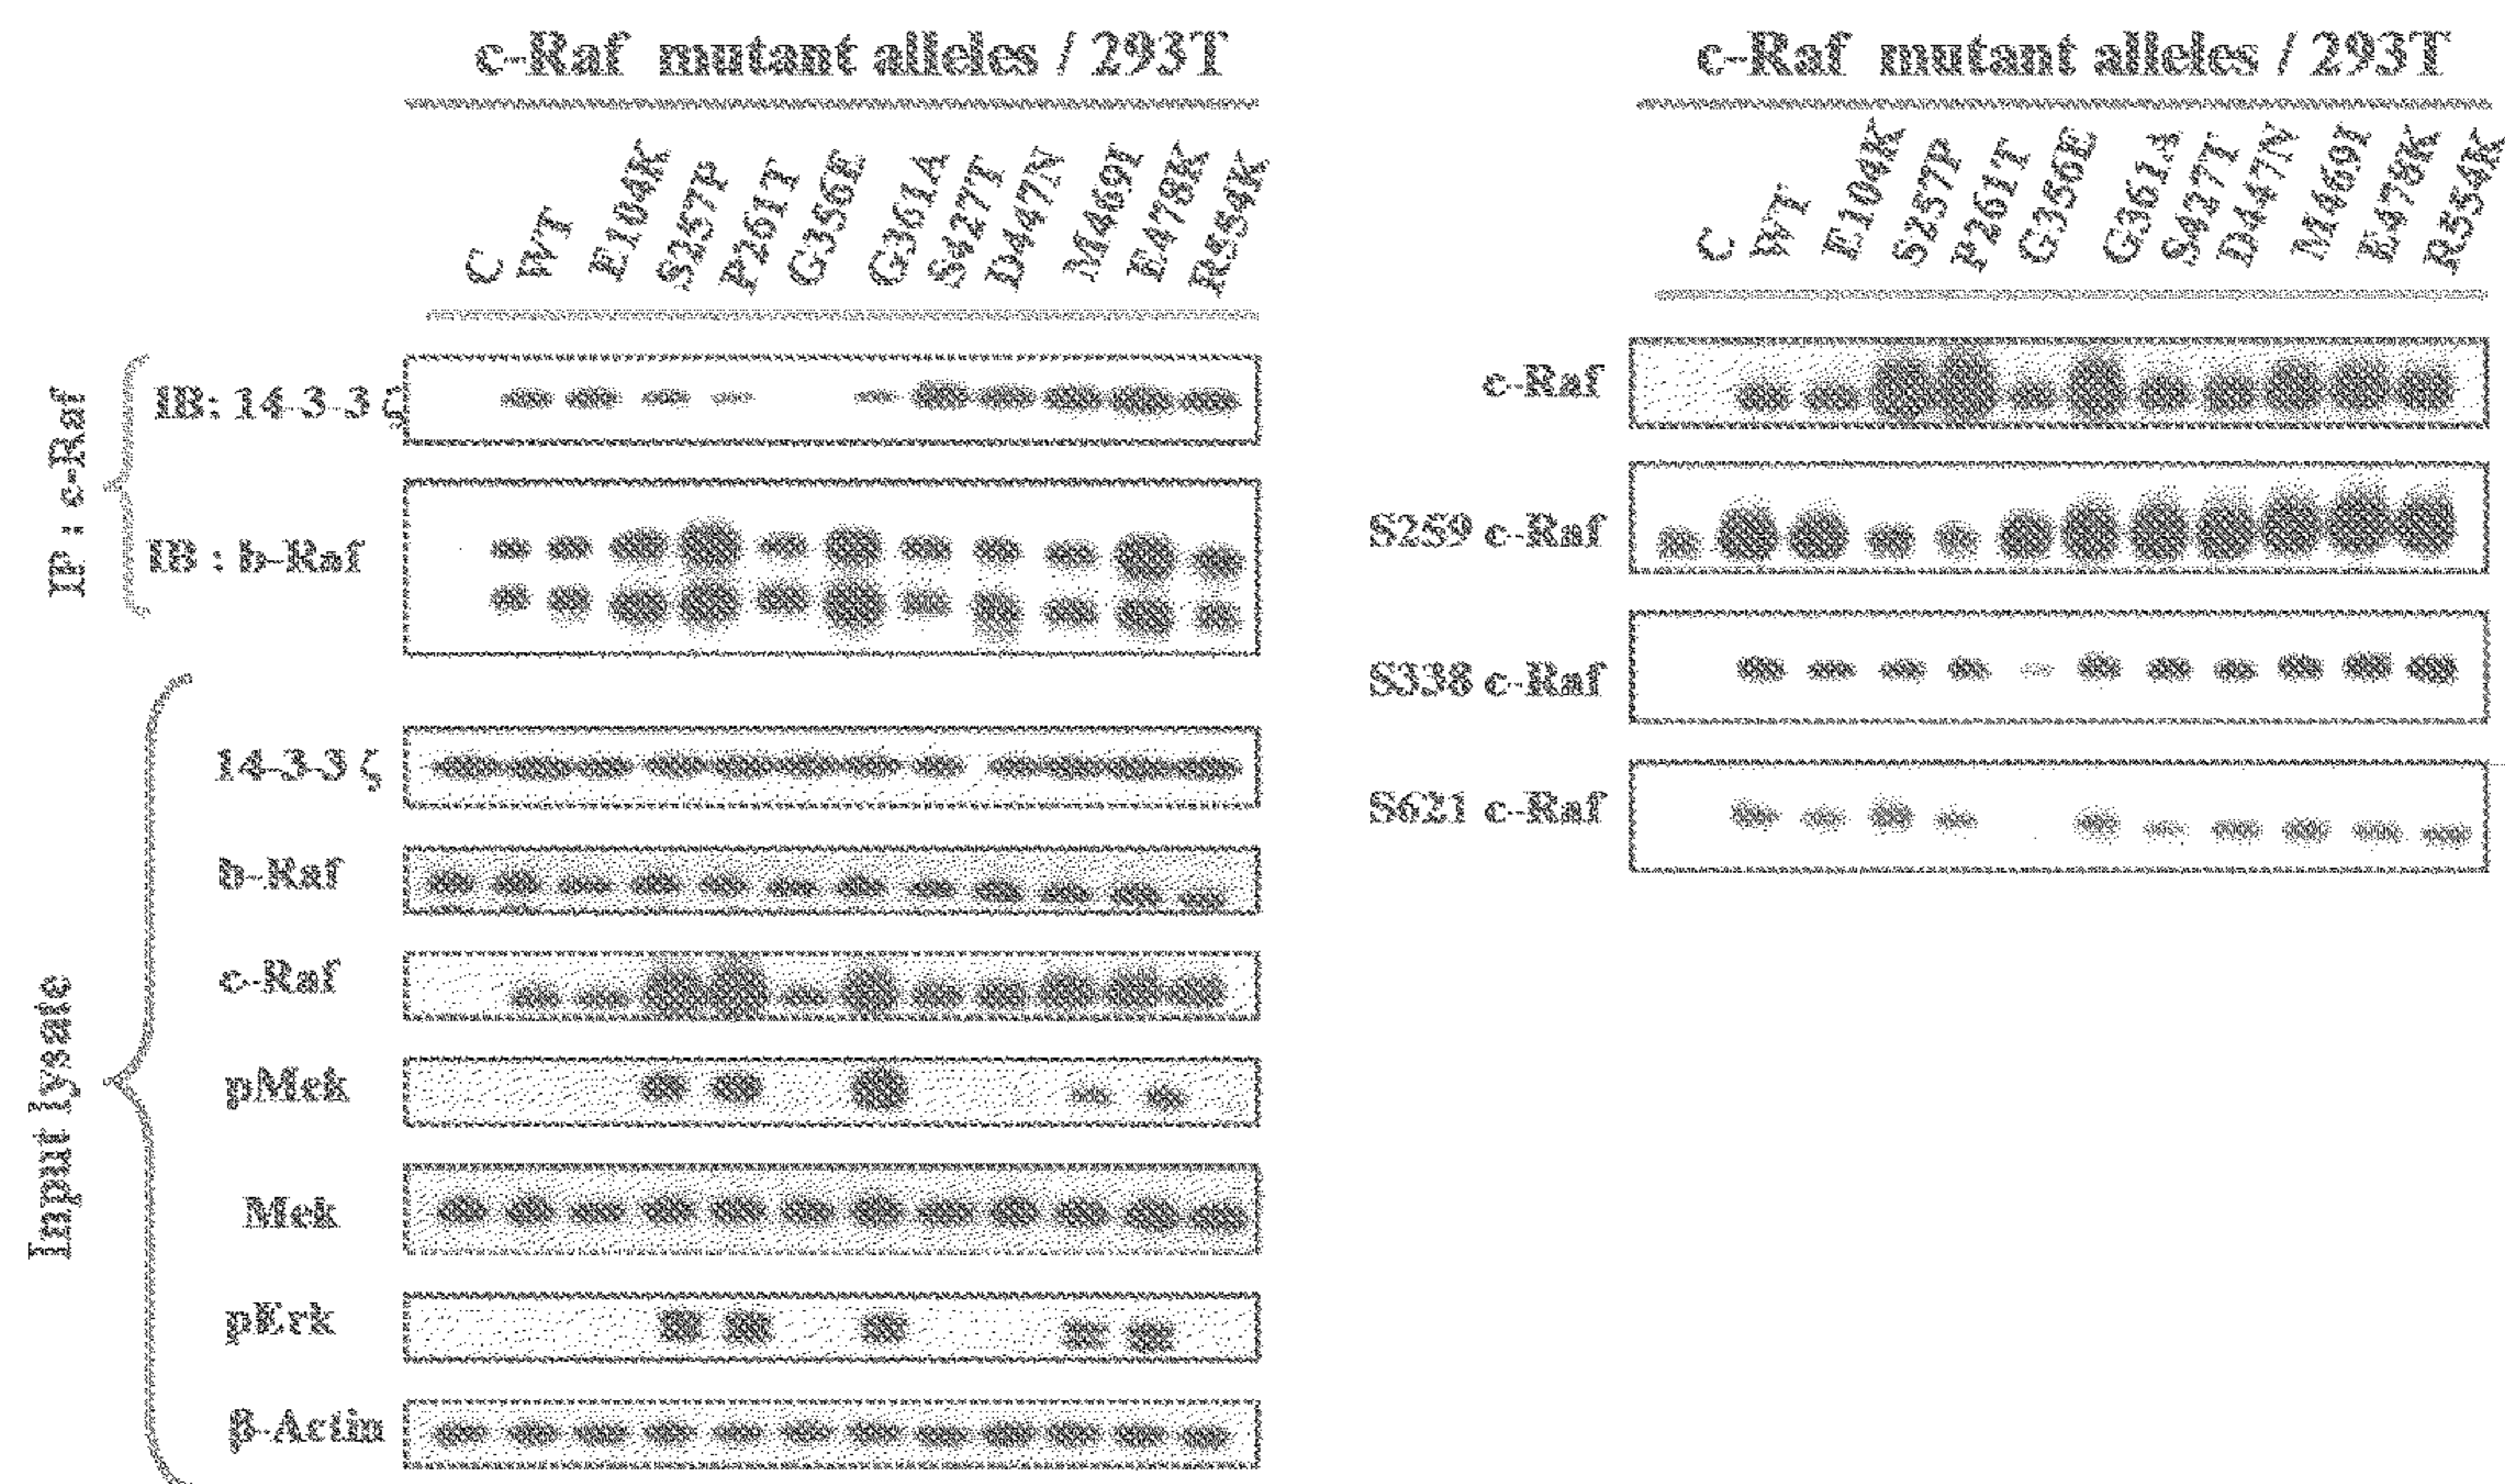 c-Raf mutant alleles / 293T
C WT E104K S257P P261T G356E G361A S427T D447N M469I E478K R554K
IP : c-Raf
IB: 14-3-3 ζ
IB : b-Raf
Input lysate
14-3-3 ζ
b-Raf
c-Raf
pMek
Mek
pErk
β-Actin
c-Raf mutant alleles / 293T
C WT E104K S257P P261T G356E G361A S427T D447N M469I E478K R554K
c-Raf
S259 c-Raf
S338 c-Raf
S621 c-Raf